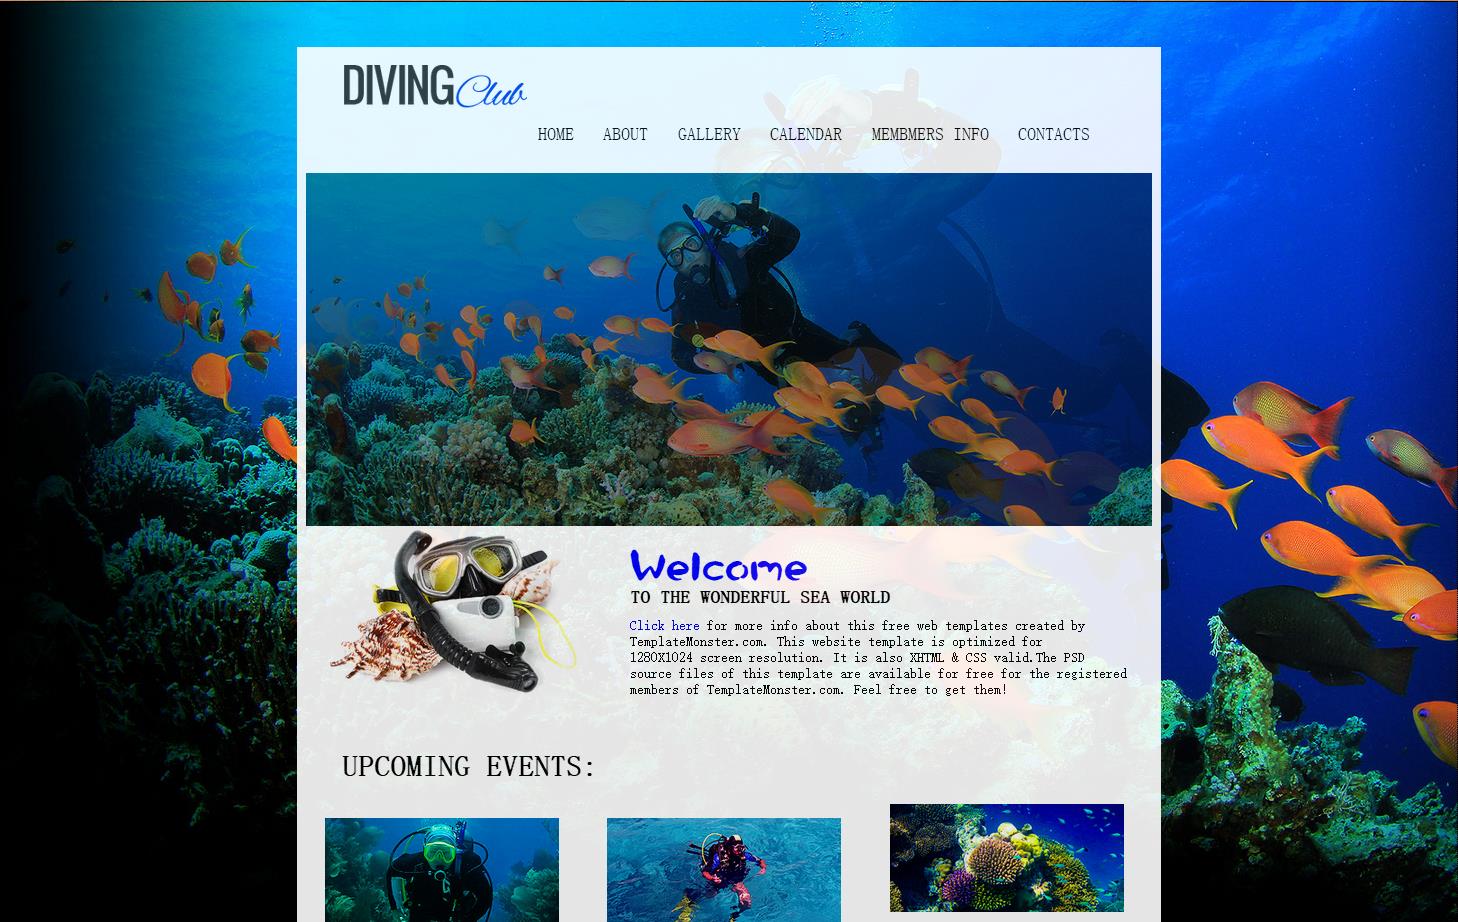 DIVING Club
HOME ABOUT GALLERY CALENDAR MEMBMERS INFO CONTACTS
Welcome
TO THE WONDERFUL SEA WORLD
Click here for more info about this free web templates created by
TemplateMonster.com. This website template is optimized for
1280X1024 screen resolution. It is also XHTML & CSS valid.The PSD
source files of this template are available for free for the registered
members of TemplateMonster.com. Feel free to get them!
UPCOMING EVENTS: